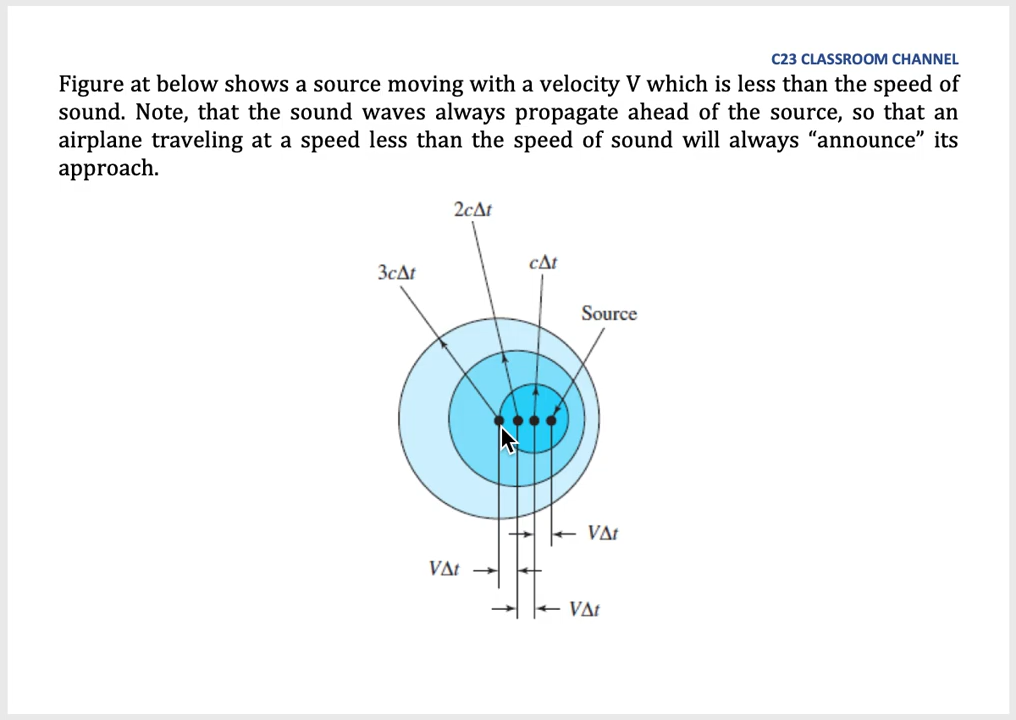 C23 CLASSROOM CHANNEL
Figure at below shows a source moving with a velocity V which is less than the speed of
sound. Note, that the sound waves always propagate ahead of the source, so that an
airplane traveling at a speed less than the speed of sound will always “announce” its
approach.
2cΔt
cΔt
3cΔt
Source
VΔt
VΔt
VΔt